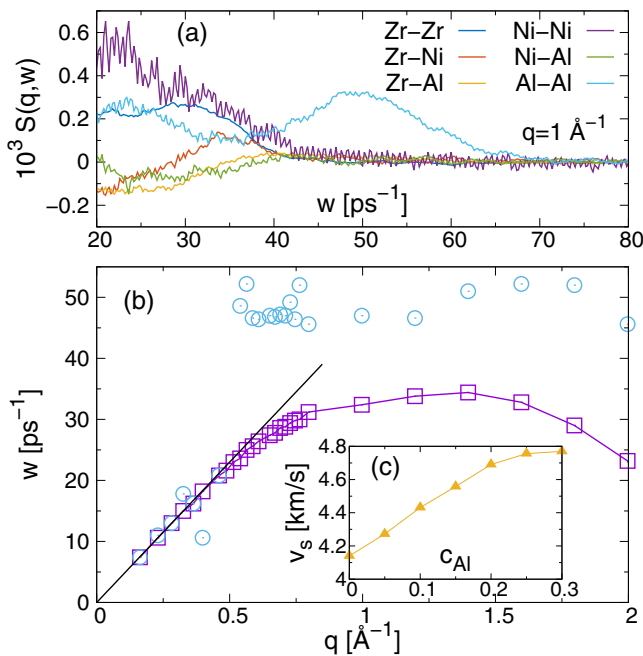 (a)
Zr−Zr
Zr−Ni
Zr−Al
Ni−Ni
Ni−Al
Al−Al
q=1 Å⁻¹
10³ S(q,w)
0.6
0.4
0.2
0
−0.2
20 30 40 50 60 70 80
w [ps⁻¹]
(b)
w [ps⁻¹]
50
40
30
20
10
0
0 0.5 1 1.5 2
q [Å⁻¹]
(c)
v_s [km/s]
4.8
4.6
4.4
4.2
4
0 0.1 0.2 0.3
c_Al